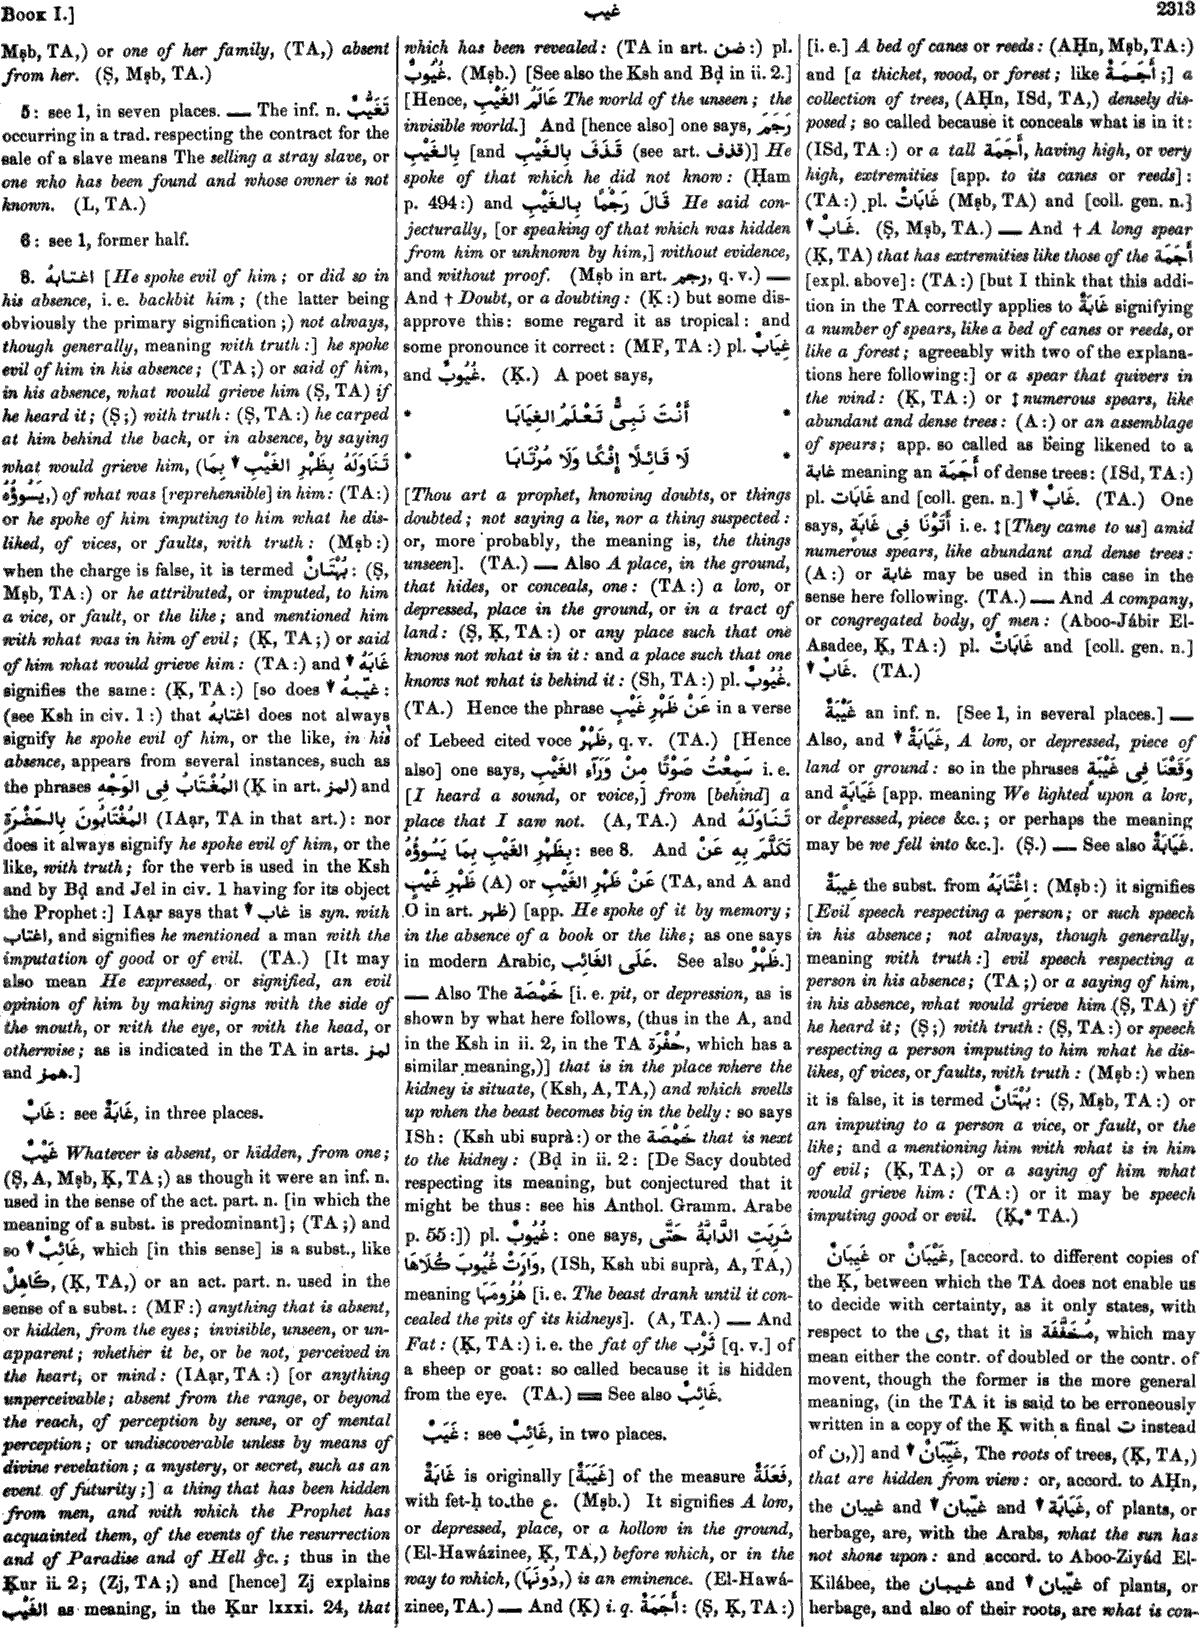 Book I.]
غيب
2313
Mṣb, TA,) or one of her family, (TA,) absent
from her. (Ṣ, Mṣb, TA.)
5: see 1, in seven places. — The inf. n. تَغَيُّبٌ
occurring in a trad. respecting the contract for the
sale of a slave means The selling a stray slave, or
one who has been found and whose owner is not
known. (L, TA.)
6: see 1, former half.
8. اغتابهُ [He spoke evil of him; or did so in
his absence, i. e. backbit him; (the latter being
obviously the primary signification;) not always,
though generally, meaning with truth:] he spoke
evil of him in his absence; (TA;) or said of him,
in his absence, what would grieve him (Ṣ, TA) if
he heard it; (Ṣ;) with truth: (Ṣ, TA:) he carped
at him behind the back, or in absence, by saying
what would grieve him, (تَنَاوَلَهُ بِظَهْرِ الغَيْبِ ↓ بِمَا
يَسُوؤُهُ,) of what was [reprehensible] in him: (TA:)
or he spoke of him imputing to him what he dis-
liked, of vices, or faults, with truth: (Mṣb:)
when the charge is false, it is termed بُهْتَانٌ: (Ṣ,
Mṣb, TA:) or he attributed, or imputed, to him
a vice, or fault, or the like; and mentioned him
with what was in him of evil; (Ḳ, TA;) or said
of him what would grieve him: (TA:) and ↓ غَابَهُ
signifies the same: (Ḳ, TA:) [so does ↓ غيّبهُ:
(see Ksh in civ. 1:) that اغتابهُ does not always
signify he spoke evil of him, or the like, in his
absence, appears from several instances, such as
the phrases المُغْتَابُ فِى الوَجْهِ (Ḳ in art. لمز) and
المُغْتَابُونَ بِالحَضْرَةِ (IAạr, TA in that art.): nor
does it always signify he spoke evil of him, or the
like, with truth; for the verb is used in the Ksh
and by Bḍ and Jel in civ. 1 having for its object
the Prophet:] IAạr says that ↓ غاب is syn. with
اغتاب, and signifies he mentioned a man with the
imputation of good or of evil. (TA.) [It may
also mean He expressed, or signified, an evil
opinion of him by making signs with the side of
the mouth, or with the eye, or with the head, or
otherwise; as is indicated in the TA in arts. لمز
and همز.]
غَابٌ: see غَابَةٌ, in three places.
غَيْبٌ Whatever is absent, or hidden, from one;
(Ṣ, A, Mṣb, Ḳ, TA;) as though it were an inf. n.
used in the sense of the act. part. n. [in which the
meaning of a subst. is predominant]; (TA;) and
so ↓ غَائِبٌ, which [in this sense] is a subst., like
كَاهِلٌ, (Ḳ, TA,) or an act. part. n. used in the
sense of a subst.: (MF:) anything that is absent,
or hidden, from the eyes; invisible, unseen, or un-
apparent; whether it be, or be not, perceived in
the heart, or mind: (IAạr, TA:) [or anything
unperceivable; absent from the range, or beyond
the reach, of perception by sense, or of mental
perception; or undiscoverable unless by means of
divine revelation; a mystery, or secret, such as an
event of futurity;] a thing that has been hidden
from men, and with which the Prophet has
acquainted them, of the events of the resurrection
and of Paradise and of Hell &c.; thus in the
Ḳur ii. 2; (Zj, TA;) and [hence] Zj explains
الغَيْبِ as meaning, in the Ḳur lxxxi. 24, that
which has been revealed: (TA in art. ضن:) pl.
غُيُوبٌ. (Mṣb.) [See also the Ksh and Bḍ in ii. 2.]
[Hence, عَالَمُ الغَيْبِ The world of the unseen; the
invisible world.] And [hence also] one says, رَجَمَ
بِالغَيْبِ [and قَذَفَ بِالغَيْبِ (see art. قذف)] He
spoke of that which he did not know: (Ḥam
p. 494:) and قَالَ رَجْمًا بِالغَيْبِ He said con-
jecturally, [or speaking of that which was hidden
from him or unknown by him,] without evidence,
and without proof. (Mṣb in art. رجم, q. v.) —
And † Doubt, or a doubting: (Ḳ:) but some dis-
approve this: some regard it as tropical: and
some pronounce it correct: (MF, TA:) pl. غِيَابٌ
and غُيُوبٌ. (Ḳ.) A poet says,
* أَنْتَ نَبِىٌّ تَعْلَمُ الغِيَابَا *
* لَا قَائِلًا إِفْكًا وَلَا مُرْتَابَا *
[Thou art a prophet, knowing doubts, or things
doubted; not saying a lie, nor a thing suspected:
or, more probably, the meaning is, the things
unseen]. (TA.) — Also A place, in the ground,
that hides, or conceals, one: (TA:) a low, or
depressed, place in the ground, or in a tract of
land: (Ṣ, Ḳ, TA:) or any place such that one
knows not what is in it: and a place such that one
knows not what is behind it: (Sh, TA:) pl. غُيُوبٌ.
(TA.) Hence the phrase عَنْ ظَهْرِ غَيْبٍ in a verse
of Lebeed cited voce ظَهْرٌ, q. v. (TA.) [Hence
also] one says, سَمِعْتُ صَوْتًا مِنْ وَرَآءِ الغَيْبِ i. e.
[I heard a sound, or voice,] from [behind] a
place that I saw not. (A, TA.) And تَنَاوَلَهُ
بِظَهْرِ الغَيْبِ بِمَا يَسُوؤُهُ: see 8. And تَكَلَّمَ بِهِ عَنْ
ظَهْرِ غَيْبٍ (A) or عَنْ ظَهْرِ الغَيْبِ (TA, and A and
O in art. ظهر) [app. He spoke of it by memory;
in the absence of a book or the like; as one says
in modern Arabic, عَلَى الغَائِبِ. See also ظَهْرٌ.]
— Also The خَمْصَة [i. e. pit, or depression, as is
shown by what here follows, (thus in the A, and
in the Ksh in ii. 2, in the TA حُفْرَة, which has a
similar meaning,)] that is in the place where the
kidney is situate, (Ksh, A, TA,) and which swells
up when the beast becomes big in the belly: so says
ISh: (Ksh ubi suprà:) or the خَمْصَة that is next
to the kidney: (Bḍ in ii. 2: [De Sacy doubted
respecting its meaning, but conjectured that it
might be thus: see his Anthol. Gramm. Arabe
p. 55:]) pl. غُيُوبٌ: one says, شَرِبَتِ الدَّابَّةُ حَتَّى
وَارَتْ غُيُوبَ كُلَاهَا, (ISh, Ksh ubi suprà, A, TA,)
meaning هُزُومَهَا [i. e. The beast drank until it con-
cealed the pits of its kidneys]. (A, TA.) — And
Fat: (Ḳ, TA:) i. e. the fat of the ثَرْب [q. v.] of
a sheep or goat: so called because it is hidden
from the eye. (TA.) = See also غَائِبٌ.
غَيَبٌ: see غَائِبٌ, in two places.
غَابَةٌ is originally [غَيَبَةٌ] of the measure فَعَلَةٌ,
with fet-ḥ to the ع. (Mṣb.) It signifies A low,
or depressed, place, or a hollow in the ground,
(El-Hawázinee, Ḳ, TA,) before which, or in the
way to which, (دُونَهَا,) is an eminence. (El-Hawá-
zinee, TA.) — And (Ḳ) i. q. أَجَمَةٌ: (Ṣ, Ḳ, TA:)
[i. e.] A bed of canes or reeds: (AḤn, Mṣb, TA:)
and [a thicket, wood, or forest; like أَجَمَةٌ;] a
collection of trees, (AḤn, ISd, TA,) densely dis-
posed; so called because it conceals what is in it:
(ISd, TA:) or a tall أَجَمَة, having high, or very
high, extremities [app. to its canes or reeds]:
(TA:) pl. غَابَاتٌ (Mṣb, TA) and [coll. gen. n.]
↓ غَابٌ. (Ṣ, Mṣb, TA.) — And † A long spear
(Ḳ, TA) that has extremities like those of the أَجَمَة
[expl. above]: (TA:) [but I think that this addi-
tion in the TA correctly applies to غَابَةٌ signifying
a number of spears, like a bed of canes or reeds, or
like a forest; agreeably with two of the explana-
tions here following:] or a spear that quivers in
the wind: (Ḳ, TA:) or ‡ numerous spears, like
abundant and dense trees: (A:) or an assemblage
of spears; app. so called as being likened to a
غابة meaning an أَجَمَة of dense trees: (ISd, TA:)
pl. غَابَات and [coll. gen. n.] ↓ غَابٌ. (TA.) One
says, أَتَوْنَا فِى غَابَةٍ i. e. ‡ [They came to us] amid
numerous spears, like abundant and dense trees:
(A:) or غابة may be used in this case in the
sense here following. (TA.) — And A company,
or congregated body, of men: (Aboo-Jábir El-
Asadee, Ḳ, TA:) pl. غَابَاتٌ and [coll. gen. n.]
↓ غَابٌ. (TA.)
غَيْبَةٌ an inf. n. [See 1, in several places.] —
Also, and ↓ غَيَابَةٌ, A low, or depressed, piece of
land or ground: so in the phrases وَقَعْنَا فِى غَيْبَةٍ
and غَيَابَةٍ [app. meaning We lighted upon a low,
or depressed, piece &c.; or perhaps the meaning
may be we fell into &c.]. (Ṣ.) — See also غَيَابَةٌ.
غِيبَةٌ the subst. from اِغْتَابَهُ: (Mṣb:) it signifies
[Evil speech respecting a person; or such speech
in his absence; not always, though generally,
meaning with truth:] evil speech respecting a
person in his absence; (TA;) or a saying of him,
in his absence, what would grieve him (Ṣ, TA) if
he heard it; (Ṣ;) with truth: (Ṣ, TA:) or speech
respecting a person imputing to him what he dis-
likes, of vices, or faults, with truth: (Mṣb:) when
it is false, it is termed بُهْتَانٌ: (Ṣ, Mṣb, TA:) or
an imputing to a person a vice, or fault, or the
like; and a mentioning him with what is in him
of evil; (Ḳ, TA;) or a saying of him what
would grieve him: (TA:) or it may be speech
imputing good or evil. (Ḳ,* TA.)
غَيْبَانٌ or غَيَبَانٌ, [accord. to different copies of
the Ḳ, between which the TA does not enable us
to decide with certainty, as it only states, with
respect to the ى, that it is مُخَفَّفَة, which may
mean either the contr. of doubled or the contr. of
movent, though the former is the more general
meaning, (in the TA it is said to be erroneously
written in a copy of the Ḳ with a final ت instead
of ن,)] and ↓ غَيَّبَانٌ, The roots of trees, (Ḳ, TA,)
that are hidden from view: or, accord. to AḤn,
the غيبان and ↓ غيّبان and ↓ غَيَابَة, of plants, or
herbage, are, with the Arabs, what the sun has
not shone upon: and accord. to Aboo-Ziyád El-
Kilábee, the غيبان and ↓ غيّبان of plants, or
herbage, and also of their roots, are what is con-